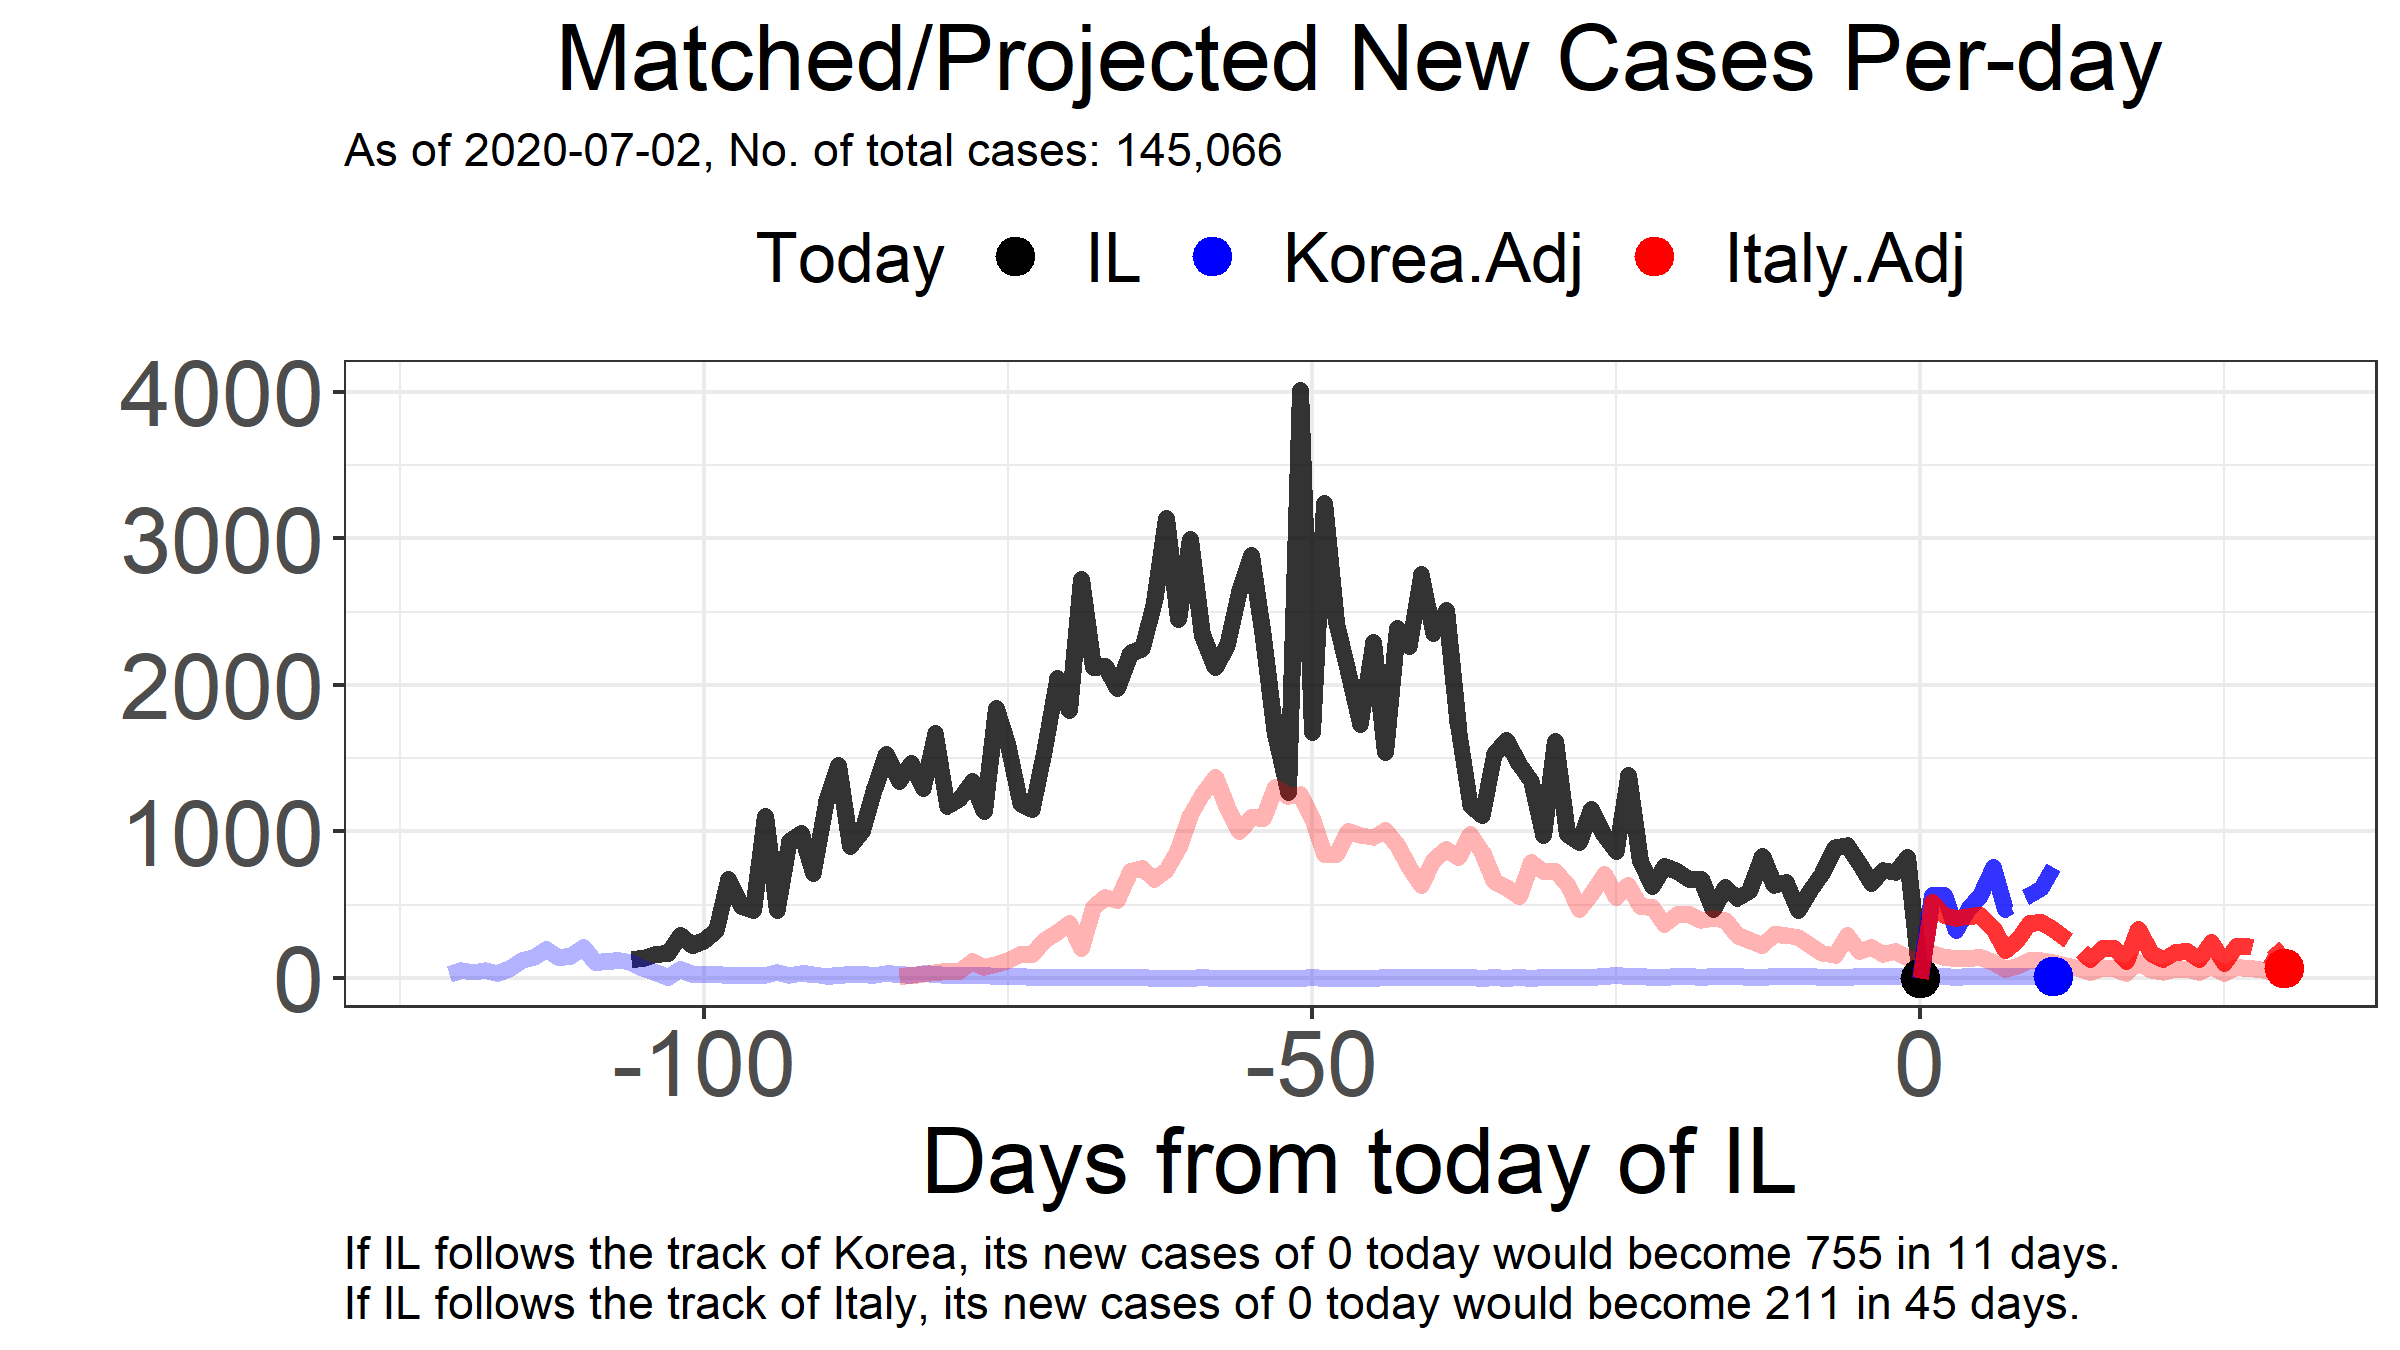 Matched/Projected New Cases Per-day
As of 2020-07-02, No. of total cases: 145,066
Today IL Korea.Adj Italy.Adj
4000
3000
2000
1000
0
-100 -50 0
Days from today of IL
If IL follows the track of Korea, its new cases of 0 today would become 755 in 11 days.
If IL follows the track of Italy, its new cases of 0 today would become 211 in 45 days.